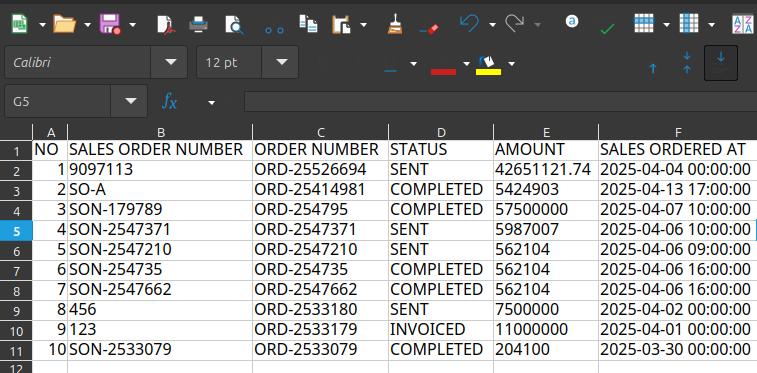 Calibri 12 pt
G5 fx
A B C D E F
1 NO SALES ORDER NUMBER ORDER NUMBER STATUS AMOUNT SALES ORDERED AT
2 1 9097113 ORD-25526694 SENT 42651121.74 2025-04-04 00:00:00
3 2 SO-A ORD-25414981 COMPLETED 5424903 2025-04-13 17:00:00
4 3 SON-179789 ORD-254795 COMPLETED 57500000 2025-04-07 10:00:00
5 4 SON-2547371 ORD-2547371 SENT 5987007 2025-04-06 10:00:00
6 5 SON-2547210 ORD-2547210 SENT 562104 2025-04-06 09:00:00
7 6 SON-254735 ORD-254735 COMPLETED 562104 2025-04-06 16:00:00
8 7 SON-2547662 ORD-2547662 COMPLETED 562104 2025-04-06 16:00:00
9 8 456 ORD-2533180 SENT 7500000 2025-04-02 00:00:00
10 9 123 ORD-2533179 INVOICED 11000000 2025-04-01 00:00:00
11 10 SON-2533079 ORD-2533079 COMPLETED 204100 2025-03-30 00:00:00
12